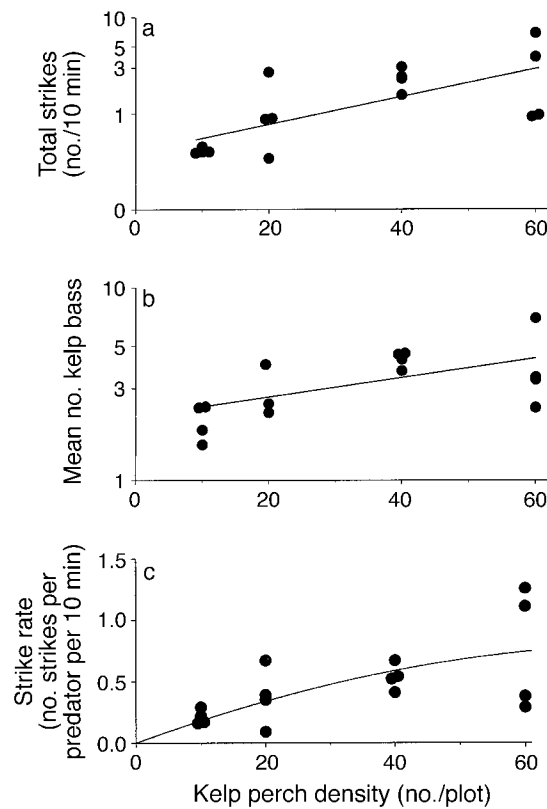 a
Total strikes
(no./10 min)
10
5
3
1
0
0 20 40 60
b
Mean no. kelp bass
10
5
3
1
0 20 40 60
c
Strike rate
(no. strikes per
predator per 10 min)
1.5
1.0
0.5
0.0
0 20 40 60
Kelp perch density (no./plot)